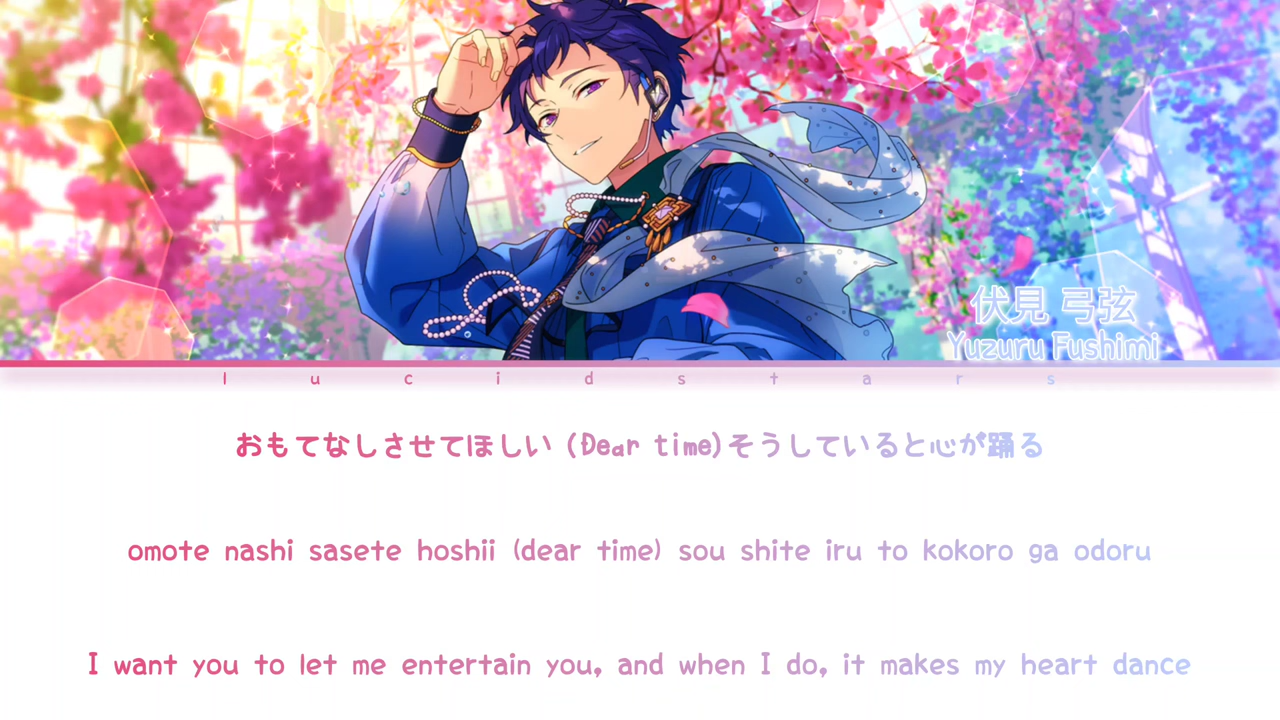 伏見 弓弦
Yuzuru Fushimi
l u c i d s t a r s
おもてなしさせてほしい (Dear time)そうしていると心が踊る
omote nashi sasete hoshii (dear time) sou shite iru to kokoro ga odoru
I want you to let me entertain you, and when I do, it makes my heart dance